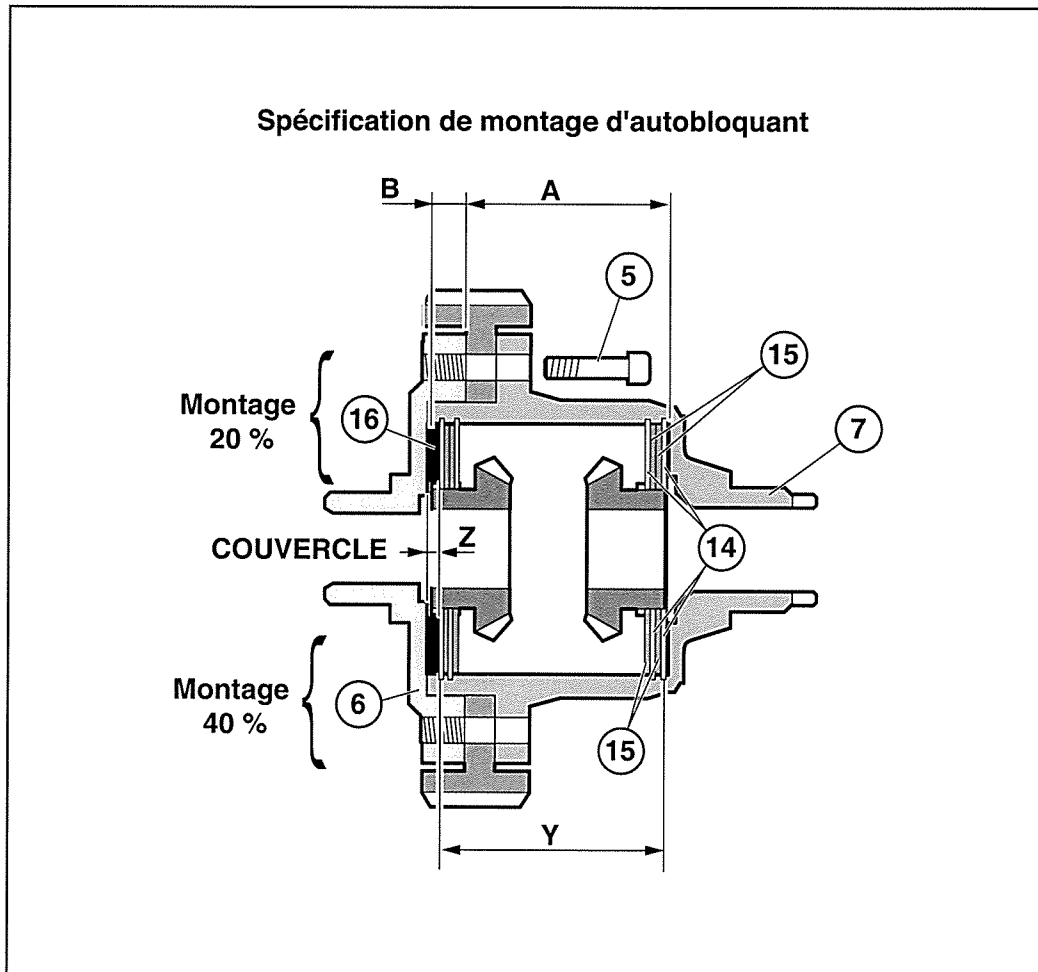 Spécification de montage d'autobloquant
B
A
5
15
Montage
20 %
16
7
COUVERCLE
Z
14
Montage
40 %
6
15
Y